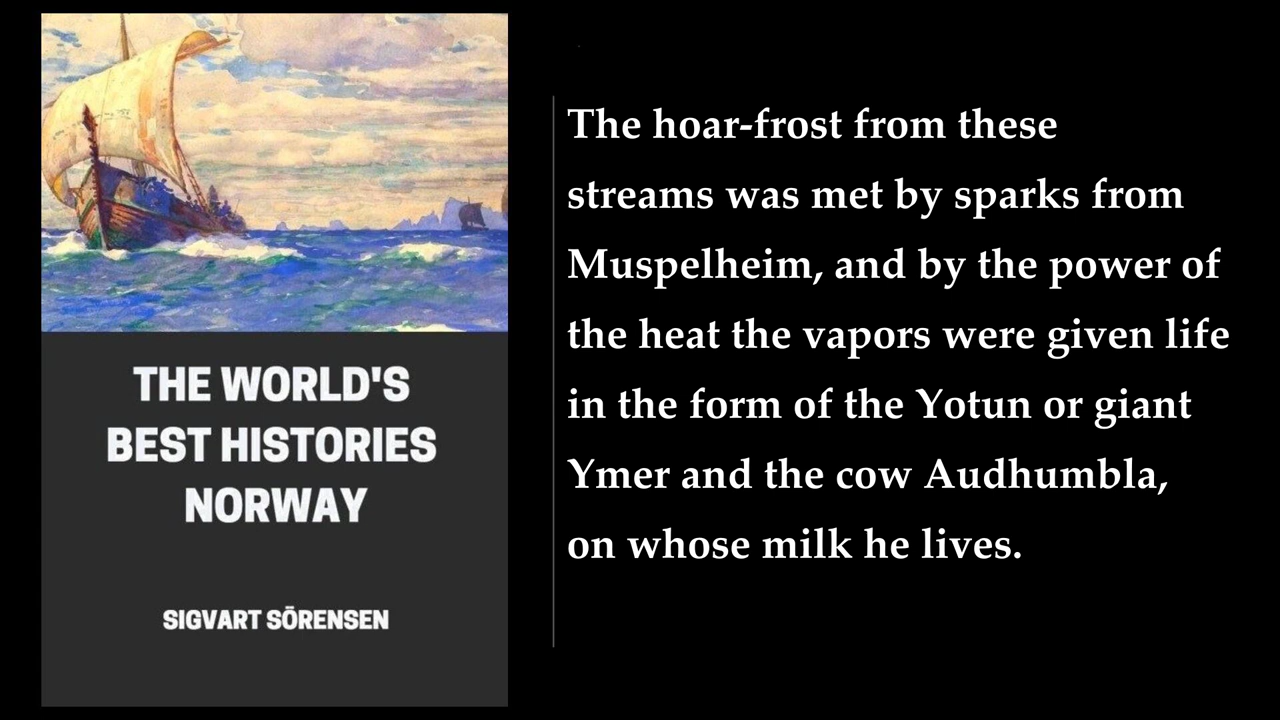 THE WORLD'S
BEST HISTORIES
NORWAY
SIGVART SÖRENSEN
The hoar-frost from these
streams was met by sparks from
Muspelheim, and by the power of
the heat the vapors were given life
in the form of the Yotun or giant
Ymer and the cow Audhumbla,
on whose milk he lives.